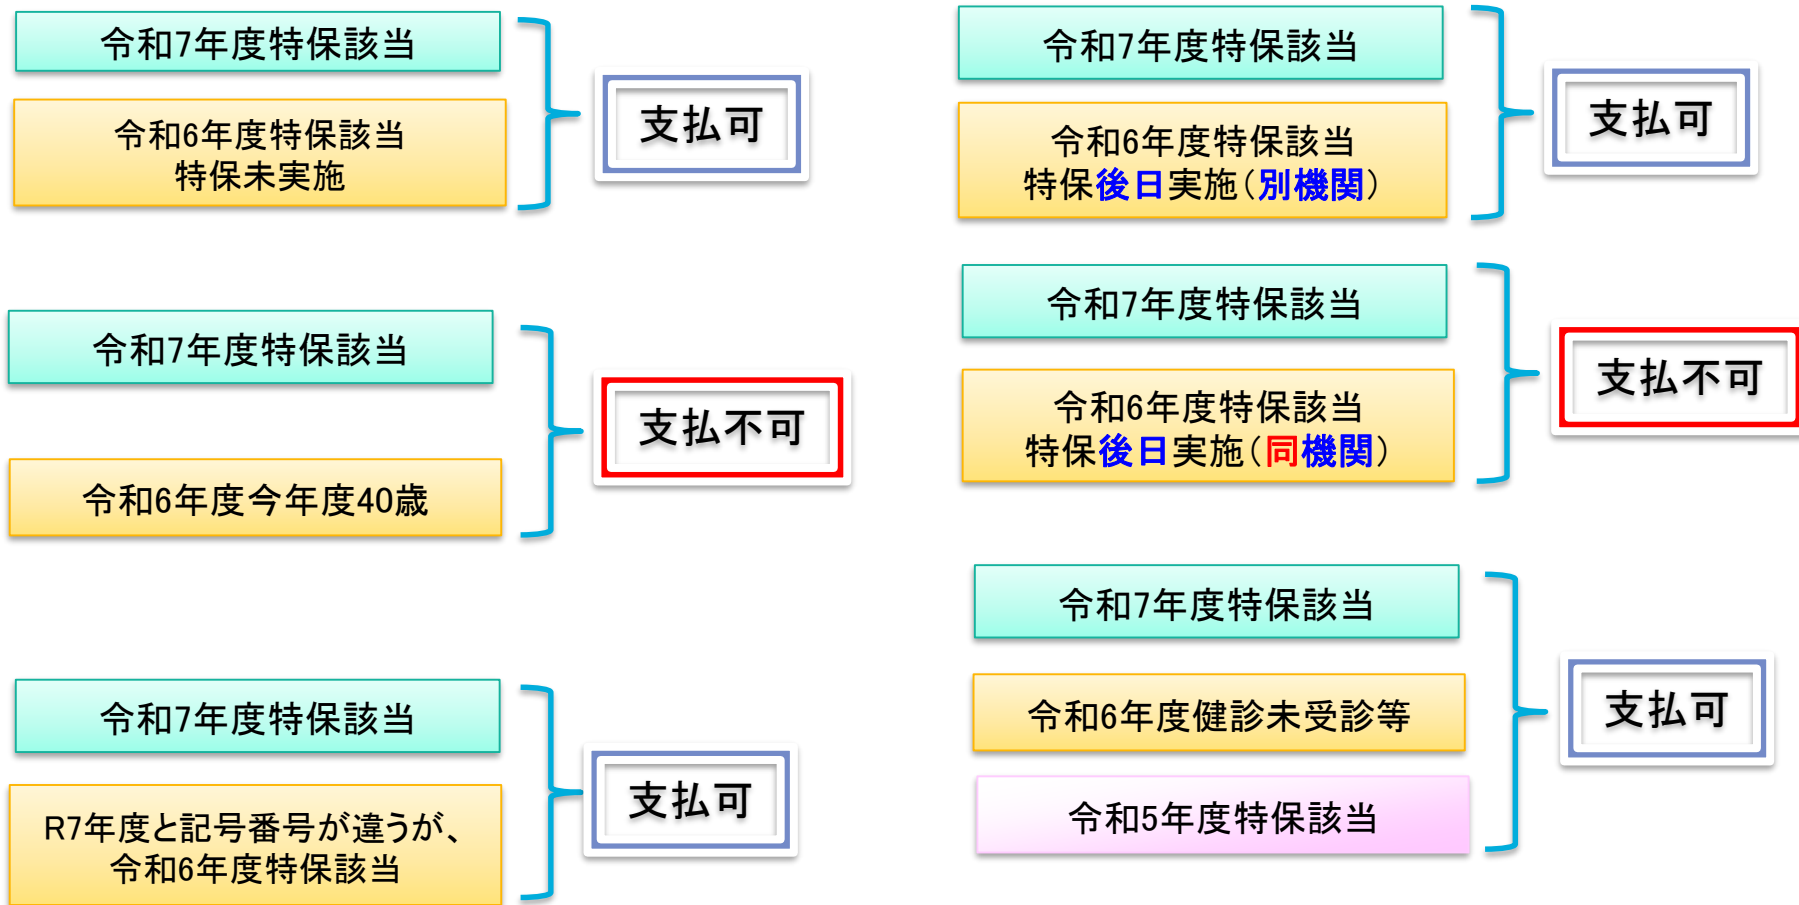 令和7年度特保該当
令和6年度特保該当
特保未実施
支払可
令和7年度特保該当
令和6年度今年度40歳
支払不可
令和7年度特保該当
R7年度と記号番号が違うが、
令和6年度特保該当
支払可
令和7年度特保該当
令和6年度特保該当
特保後日実施(別機関)
支払可
令和7年度特保該当
令和6年度特保該当
特保後日実施(同機関)
支払不可
令和7年度特保該当
令和6年度健診未受診等
令和5年度特保該当
支払可